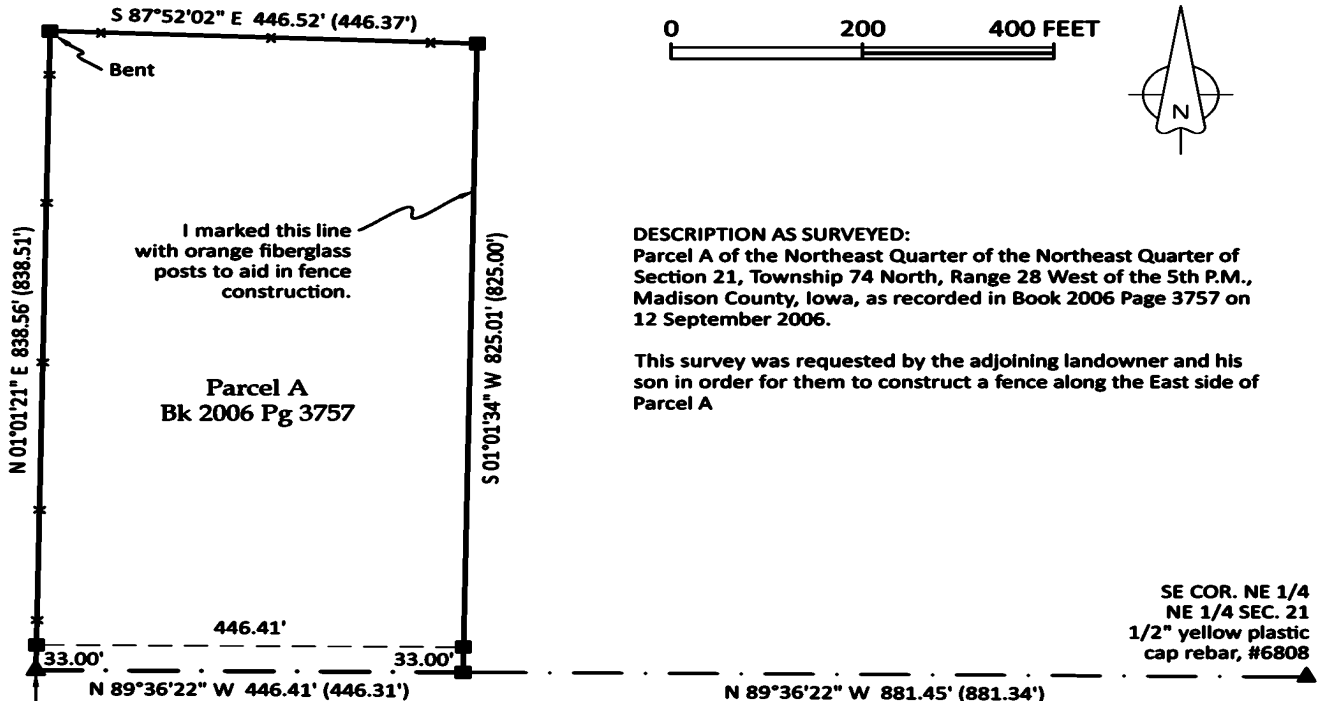 S 87°52'02" E 446.52' (446.37')
Bent
0 200 400 FEET
N
I marked this line
with orange fiberglass
posts to aid in fence
construction.
N 01°01'21" E 838.56' (838.51')
S 01°01'34" W 825.01' (825.00')
Parcel A
Bk 2006 Pg 3757
DESCRIPTION AS SURVEYED:
Parcel A of the Northeast Quarter of the Northeast Quarter of
Section 21, Township 74 North, Range 28 West of the 5th P.M.,
Madison County, Iowa, as recorded in Book 2006 Page 3757 on
12 September 2006.
This survey was requested by the adjoining landowner and his
son in order for them to construct a fence along the East side of
Parcel A
SE COR. NE 1/4
NE 1/4 SEC. 21
1/2" yellow plastic
cap rebar, #6808
446.41'
33.00' 33.00'
N 89°36'22" W 446.41' (446.31')
N 89°36'22" W 881.45' (881.34')